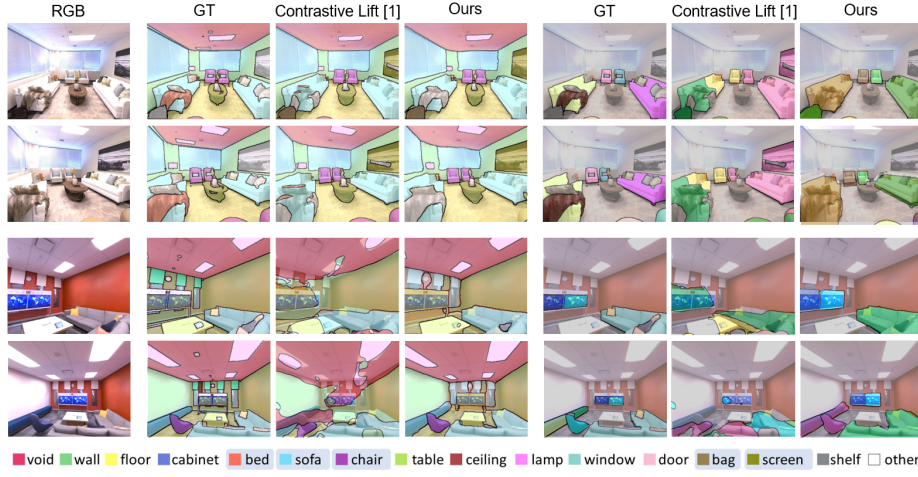 RGB GT Contrastive Lift [1] Ours GT Contrastive Lift [1] Ours
void wall floor cabinet bed sofa chair table ceiling lamp window door bag screen shelf other